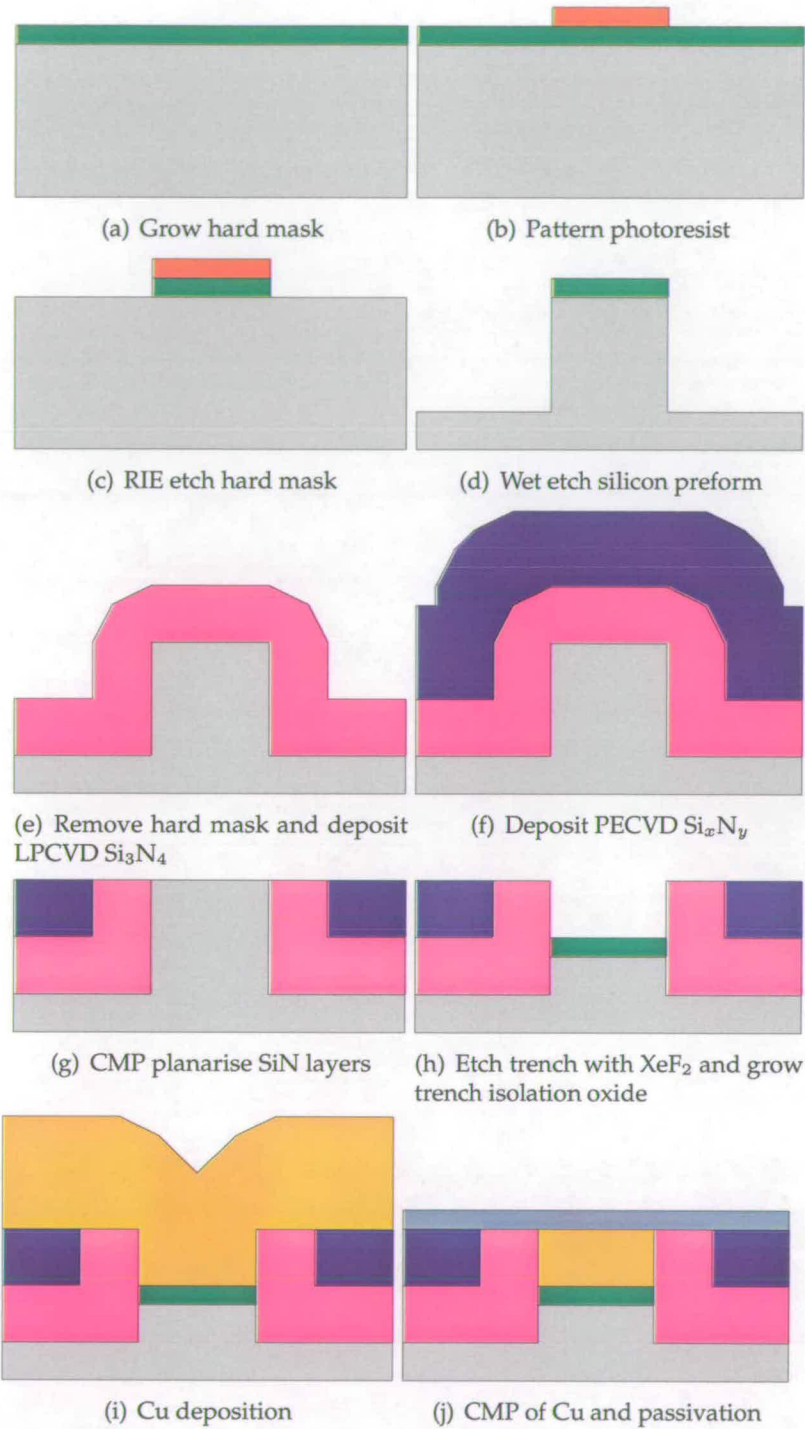 (a) Grow hard mask
(b) Pattern photoresist
(c) RIE etch hard mask
(d) Wet etch silicon preform
(e) Remove hard mask and deposit
LPCVD Si₃N₄
(f) Deposit PECVD SiₓN_y
(g) CMP planarise SiN layers
(h) Etch trench with XeF₂ and grow
trench isolation oxide
(i) Cu deposition
(j) CMP of Cu and passivation